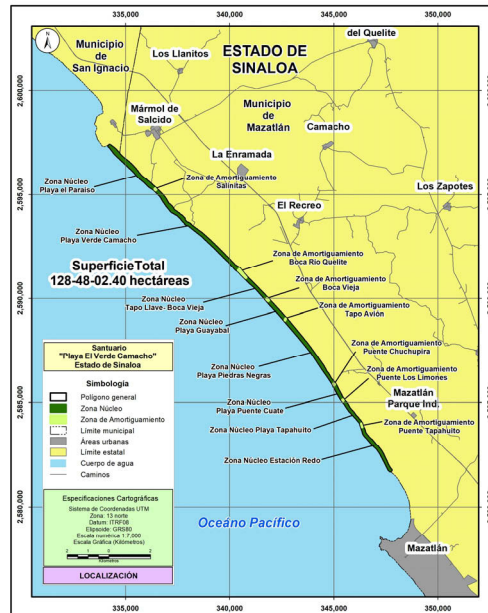 335,000
340,000
345,000
350,000
N
Municipio
de
San Ignacio
Los Llanitos
ESTADO DE
SINALOA
del Quelite
2,600,000
Mármol de
Salcido
Municipio
de
Mazatlán
Camacho
La Enramada
Zona Núcleo
Playa el Paraíso
Zona de Amortiguamiento
Salinitas
Los Zapotes
2,595,000
El Recreo
Zona Núcleo
Playa Verde Camacho
Zona de Amortiguamiento
Boca Río Quelite
Superficie Total
128-48-02.40 hectáreas
Zona de Amortiguamiento
Boca Vieja
2,590,000
Zona Núcleo
Tapo Llave- Boca Vieja
Zona de Amortiguamiento
Tapo Avión
Zona Núcleo
Playa Guayabal
Zona de Amortiguamiento
Puente Chuchupira
Zona Núcleo
Playa Piedras Negras
Zona de Amortiguamiento
Puente Los Limones
Mazatlán
Parque Ind.
Zona Núcleo
Playa Puente Cuate
2,585,000
Zona Núcleo Playa Tapahuito
Zona de Amortiguamiento
Puente Tapahuito
Zona Núcleo Estación Redo
2,580,000
Océano Pacífico
Mazatlán
Santuario
"Playa El Verde Camacho"
Estado de Sinaloa
Simbología
Polígono general
Zona Núcleo
Zona de Amortiguamiento
Límite municipal
Áreas urbanas
Límite estatal
Cuerpo de agua
Caminos
Especificaciones Cartográficas
Sistema de Coordenadas UTM
Zona: 13 norte
Datum: ITRF08
Elipsoide: GRS80
Escala numérica 1:7,000
Escala Gráfica (Kilómetros)
Kilómetros
LOCALIZACIÓN
335,000
340,000
345,000
350,000